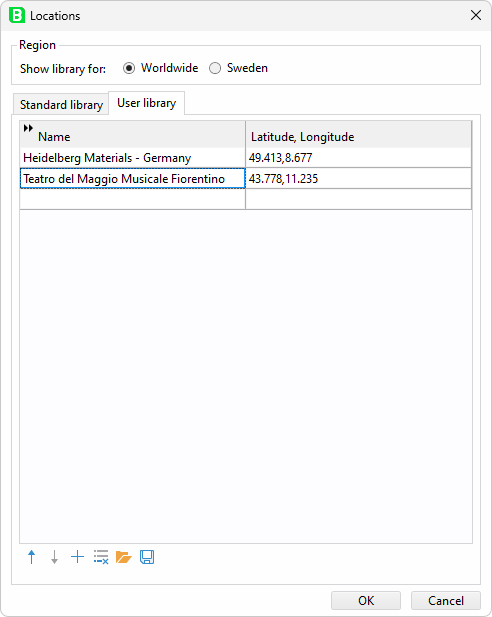 B Locations
Region
Show library for: Worldwide Sweden
Standard library User library
Name Latitude, Longitude
Heidelberg Materials - Germany 49.413,8.677
Teatro del Maggio Musicale Fiorentino 43.778,11.235
OK Cancel